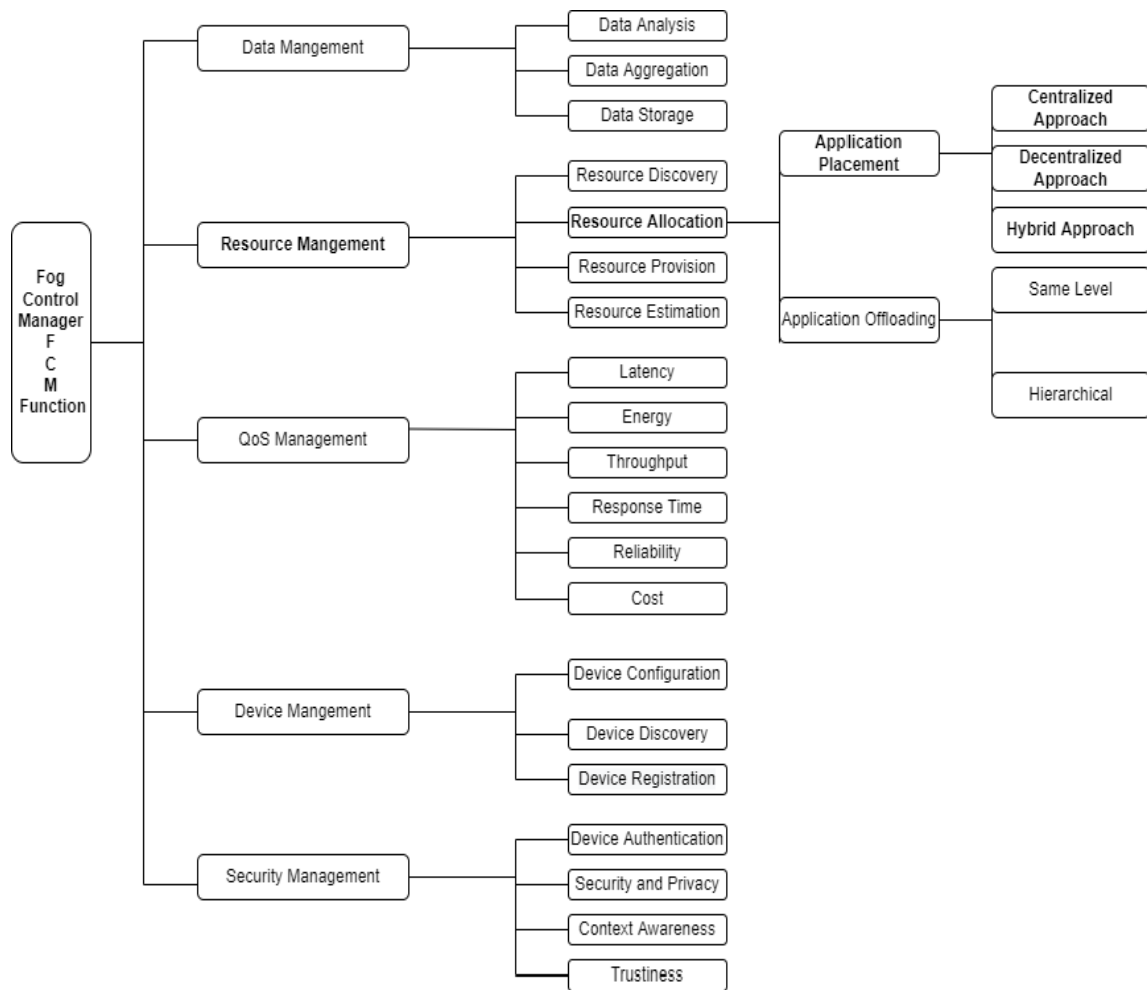 Fog
Control
Manager
F
C
M
Function
Data Mangement
Data Analysis
Data Aggregation
Data Storage
Resource Mangement
Resource Discovery
Resource Allocation
Resource Provision
Resource Estimation
Application
Placement
Centralized
Approach
Decentralized
Approach
Hybrid Approach
Application Offloading
Same Level
Hierarchical
QoS Management
Latency
Energy
Throughput
Response Time
Reliability
Cost
Device Mangement
Device Configuration
Device Discovery
Device Registration
Security Management
Device Authentication
Security and Privacy
Context Awareness
Trustiness